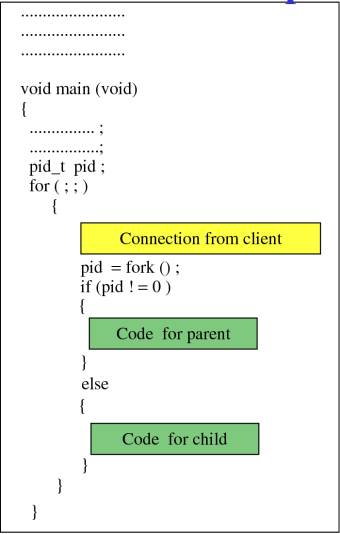 ........................
........................
........................
void main (void)
{
............... ;
................;
pid_t pid ;
for ( ; ; )
{
Connection from client
pid = fork () ;
if (pid ! = 0 )
{
Code for parent
}
else
{
Code for child
}
}
}